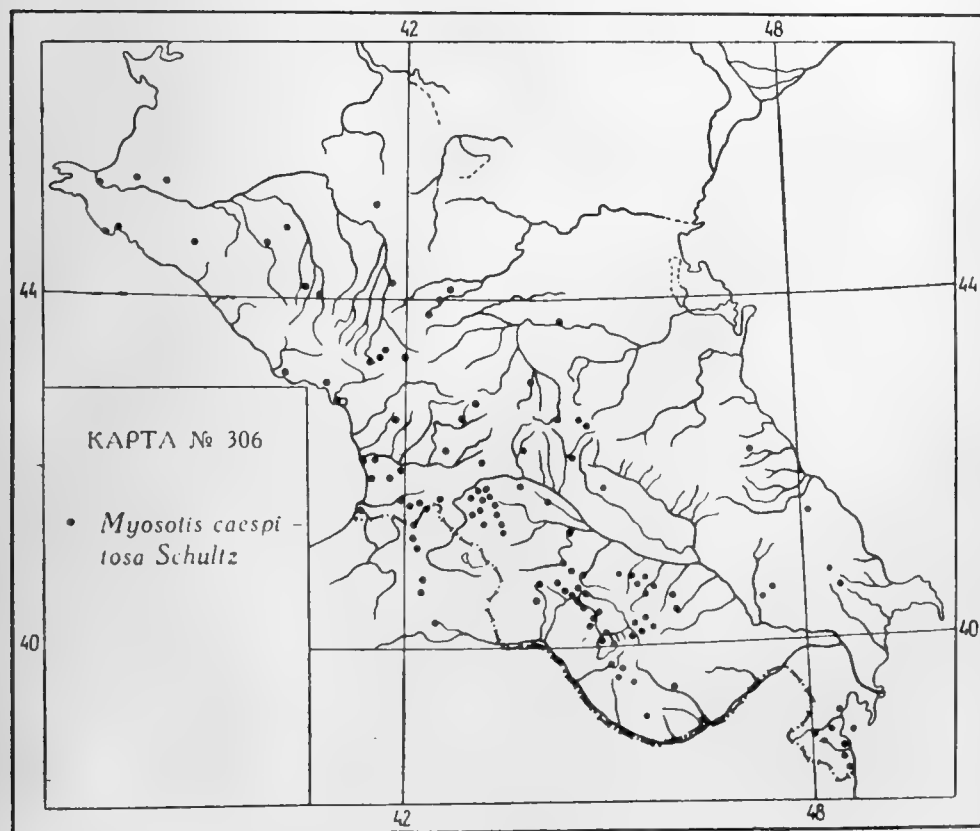 42 48
44 44
КАРТА № 306
Myosotis caespi-
tosa Schultz
40 40
42 48